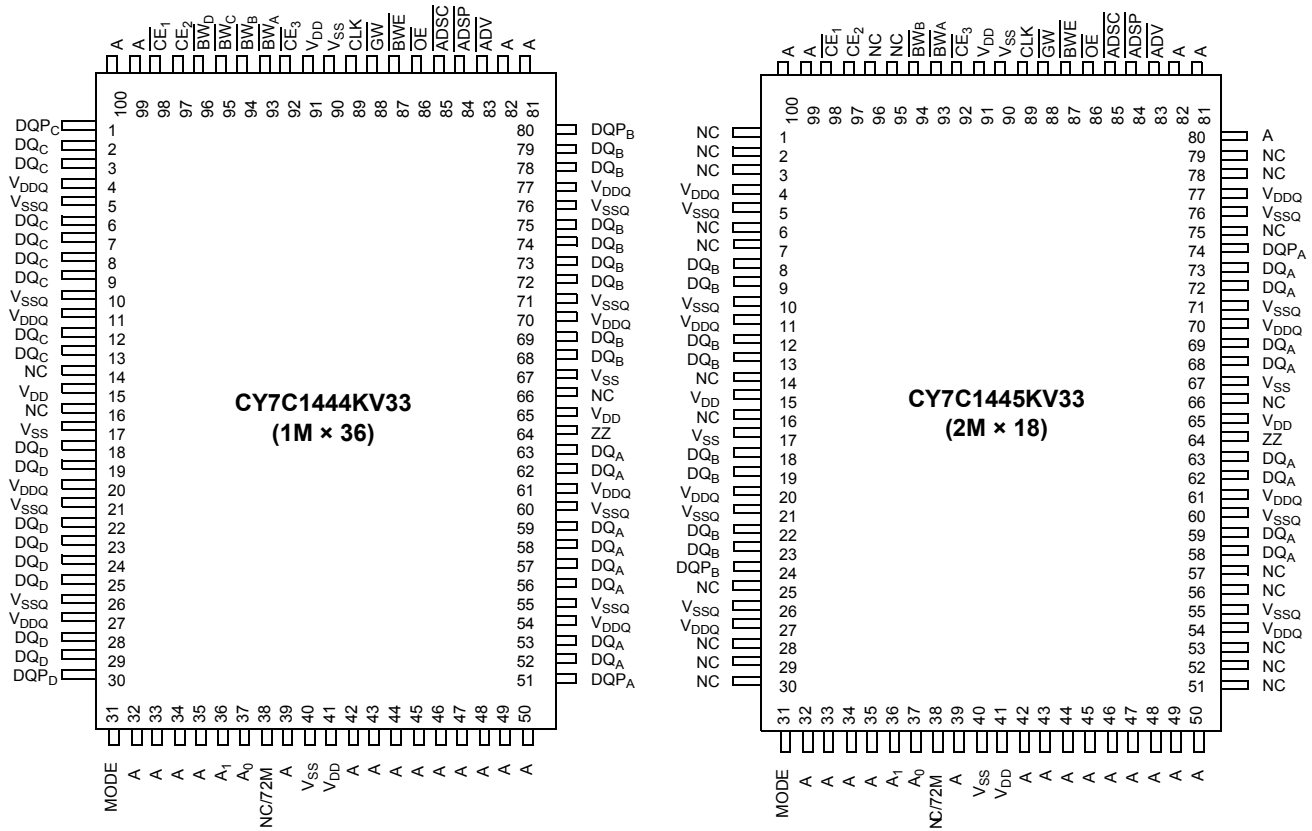 A A CE1 CE2 BWD BWC BWB BWA CE3 VDD VSS CLK GW BWE OE ADSC ADSP ADV A A
100 99 98 97 96 95 94 93 92 91 90 89 88 87 86 85 84 83 82 81
DQPC 1 80 DQPB
DQC 2 79 DQB
DQC 3 78 DQB
VDDQ 4 77 VDDQ
VSSQ 5 76 VSSQ
DQC 6 75 DQB
DQC 7 74 DQB
DQC 8 73 DQB
DQC 9 72 DQB
VSSQ 10 71 VSSQ
VDDQ 11 70 VDDQ
DQC 12 69 DQB
DQC 13 68 DQB
NC 14 67 VSS
VDD 15 66 NC
NC 16 65 VDD
VSS 17 64 ZZ
DQD 18 63 DQA
DQD 19 62 DQA
VDDQ 20 61 VDDQ
VSSQ 21 60 VSSQ
DQD 22 59 DQA
DQD 23 58 DQA
DQD 24 57 DQA
DQD 25 56 DQA
VSSQ 26 55 VSSQ
VDDQ 27 54 VDDQ
DQD 28 53 DQA
DQD 29 52 DQA
DQPD 30 51 DQPA
CY7C1444KV33
(1M × 36)
31 32 33 34 35 36 37 38 39 40 41 42 43 44 45 46 47 48 49 50
MODE A A A A A1 A0 NC/72M A VSS VDD A A A A A A A A A
A A CE1 CE2 NC NC BWB BWA CE3 VDD VSS CLK GW BWE OE ADSC ADSP ADV A A
100 99 98 97 96 95 94 93 92 91 90 89 88 87 86 85 84 83 82 81
NC 1 80 A
NC 2 79 NC
NC 3 78 NC
VDDQ 4 77 VDDQ
VSSQ 5 76 VSSQ
NC 6 75 NC
NC 7 74 DQPA
DQB 8 73 DQA
DQB 9 72 DQA
VSSQ 10 71 VSSQ
VDDQ 11 70 VDDQ
DQB 12 69 DQA
DQB 13 68 DQA
NC 14 67 VSS
VDD 15 66 NC
NC 16 65 VDD
VSS 17 64 ZZ
DQB 18 63 DQA
DQB 19 62 DQA
VDDQ 20 61 VDDQ
VSSQ 21 60 VSSQ
DQB 22 59 DQA
DQB 23 58 DQA
DQPB 24 57 NC
NC 25 56 NC
VSSQ 26 55 VSSQ
VDDQ 27 54 VDDQ
NC 28 53 NC
NC 29 52 NC
NC 30 51 NC
CY7C1445KV33
(2M × 18)
31 32 33 34 35 36 37 38 39 40 41 42 43 44 45 46 47 48 49 50
MODE A A A A A1 A0 NC/72M A VSS VDD A A A A A A A A A